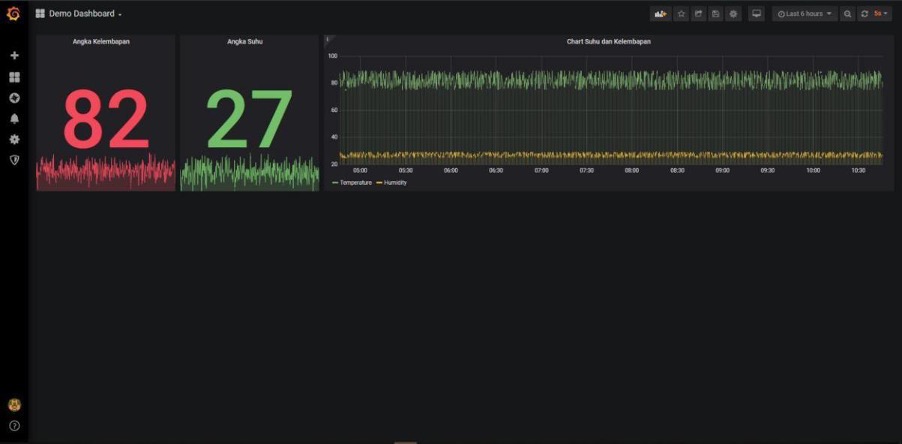 Demo Dashboard
Last 6 hours
5s
Angka Kelembapan
82
Angka Suhu
27
Chart Suhu dan Kelembapan
100
80
60
40
20
05:00 05:30 06:00 06:30 07:00 07:30 08:00 08:30 09:00 09:30 10:00 10:30
Temperature Humidity